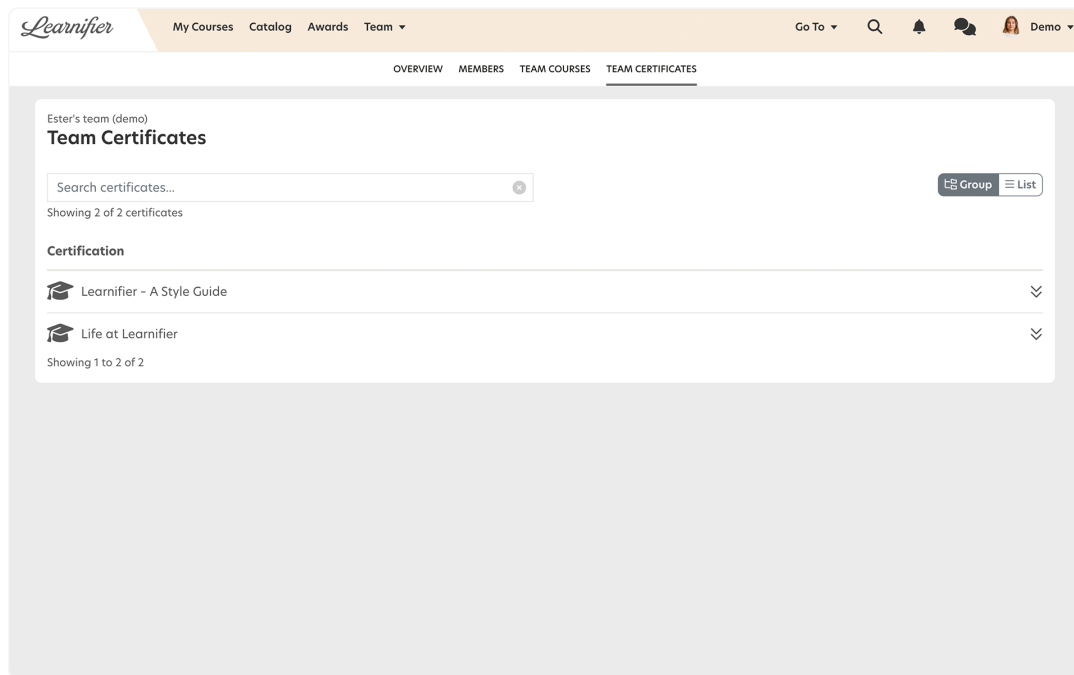 Learnifier
My Courses Catalog Awards Team Go To Demo
OVERVIEW MEMBERS TEAM COURSES TEAM CERTIFICATES
Ester's team (demo)
Team Certificates
Search certificates...
Group List
Showing 2 of 2 certificates
Certification
Learnifier – A Style Guide
Life at Learnifier
Showing 1 to 2 of 2